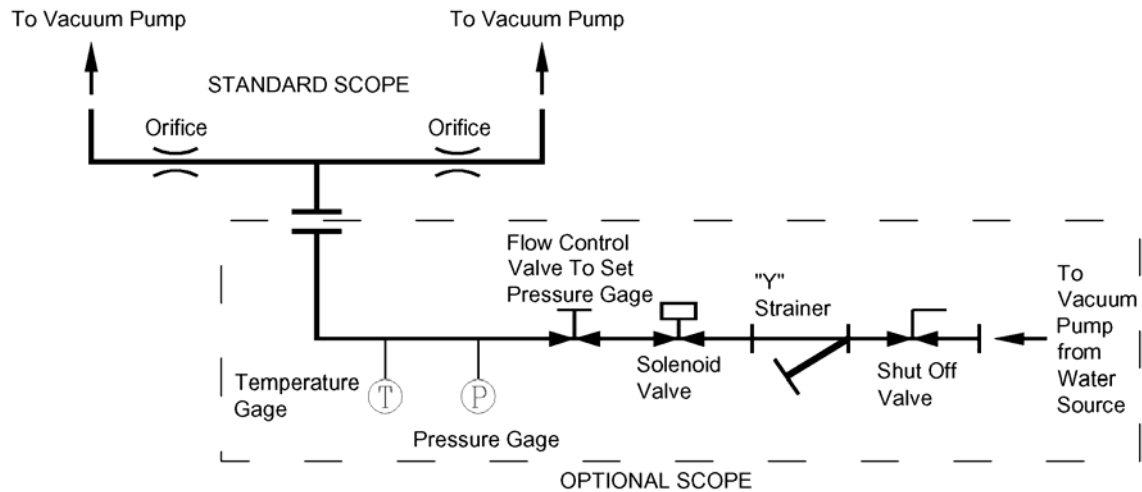 To Vacuum Pump
To Vacuum Pump
STANDARD SCOPE
Orifice
Orifice
Flow Control
Valve To Set
Pressure Gage
"Y"
Strainer
To
Vacuum
Pump
from
Water
Source
Solenoid
Valve
Shut Off
Valve
Temperature
Gage
T
P
Pressure Gage
OPTIONAL SCOPE